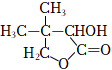 CH₃
H₃C CHOH
H₂C O
O